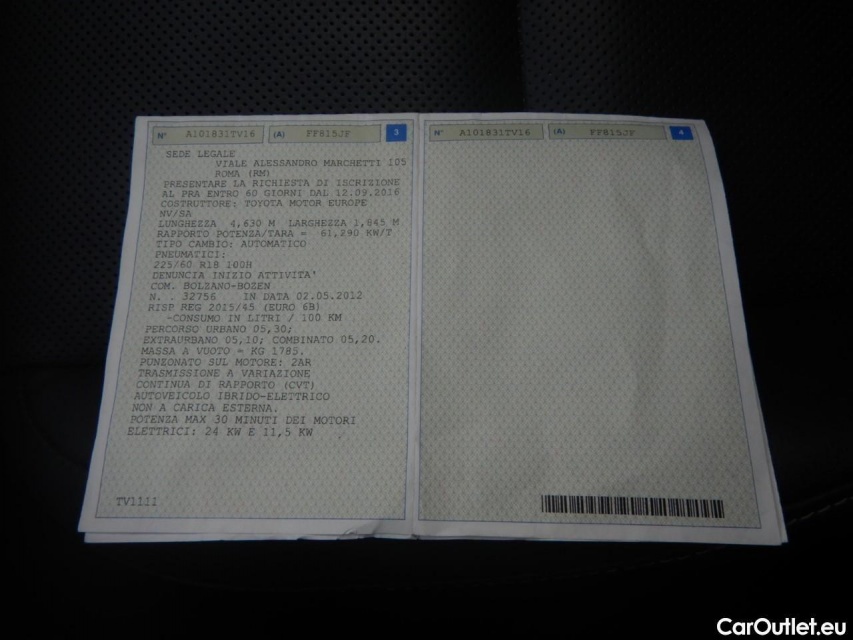 N° A101831TV16 (A) FF815JF 3
SEDE LEGALE
VIALE ALESSANDRO MARCHETTI 105
ROMA (RM)
PRESENTARE LA RICHIESTA DI ISCRIZIONE
AL PRA ENTRO 60 GIORNI DAL 12.09.2016
COSTRUTTORE: TOYOTA MOTOR EUROPE
NV/SA
LUNGHEZZA 4,630 M LARGHEZZA 1,845 M
RAPPORTO POTENZA/TARA = 61,290 KW/T
TIPO CAMBIO: AUTOMATICO
PNEUMATICI:
225/60 R18 100H
DENUNCIA INIZIO ATTIVITA'
COM. BOLZANO-BOZEN
N. . 32756 IN DATA 02.05.2012
RISP REG 2015/45 (EURO 6B)
-CONSUMO IN LITRI / 100 KM
PERCORSO URBANO 05,30;
EXTRAURBANO 05,10; COMBINATO 05,20.
MASSA A VUOTO = KG 1785.
PUNZONATO SUL MOTORE: 2AR
TRASMISSIONE A VARIAZIONE
CONTINUA DI RAPPORTO (CVT)
AUTOVEICOLO IBRIDO-ELETTRICO
NON A CARICA ESTERNA.
POTENZA MAX 30 MINUTI DEI MOTORI
ELETTRICI: 24 KW E 11,5 KW
TV1111
N° A101831TV16 (A) FF815JF 4
CarOutlet.eu